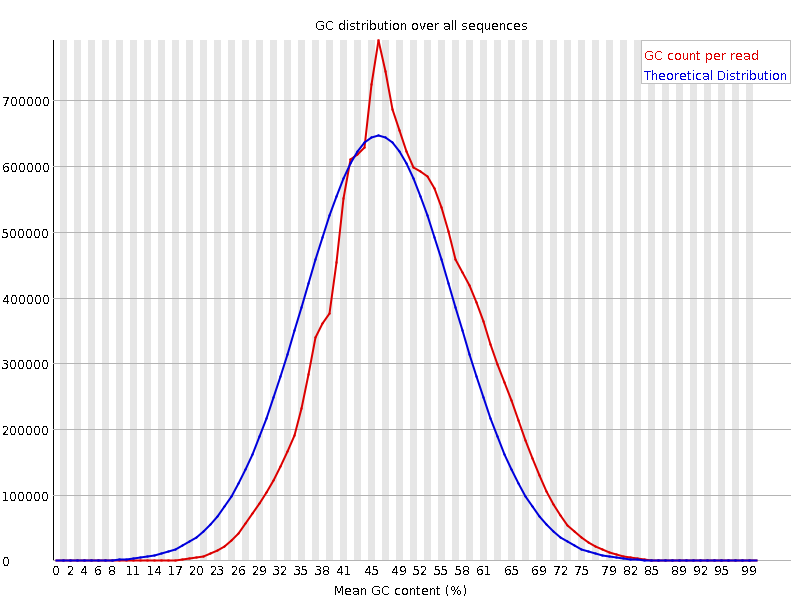 GC distribution over all sequences
GC count per read
Theoretical Distribution
700000
600000
500000
400000
300000
200000
100000
0
0 2 4 6 8 11 14 17 20 23 26 29 32 35 38 41 45 49 52 55 58 61 65 69 72 75 79 82 85 89 92 95 99
Mean GC content (%)